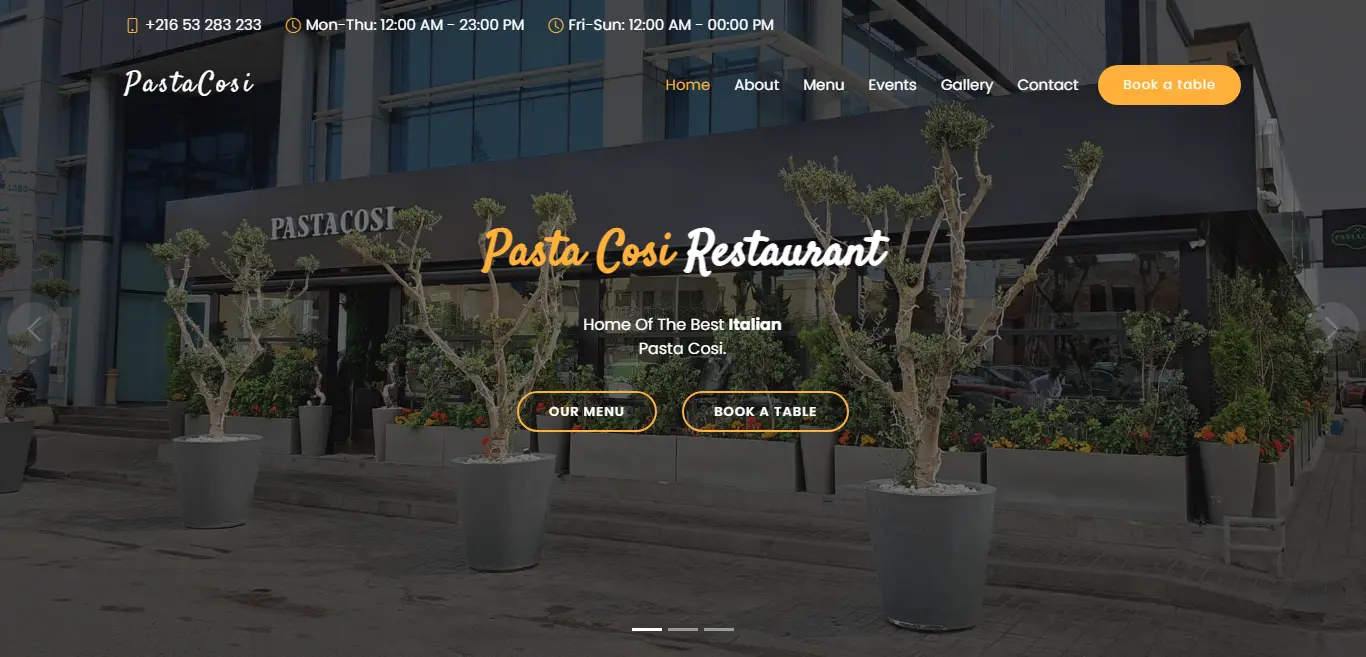 +216 53 283 233 Mon-Thu: 12:00 AM - 23:00 PM Fri-Sun: 12:00 AM - 00:00 PM
PastaCosi
Home About Menu Events Gallery Contact Book a table
PASTACOSI
Pasta Cosi Restaurant
Home Of The Best Italian
Pasta Cosi.
OUR MENU BOOK A TABLE